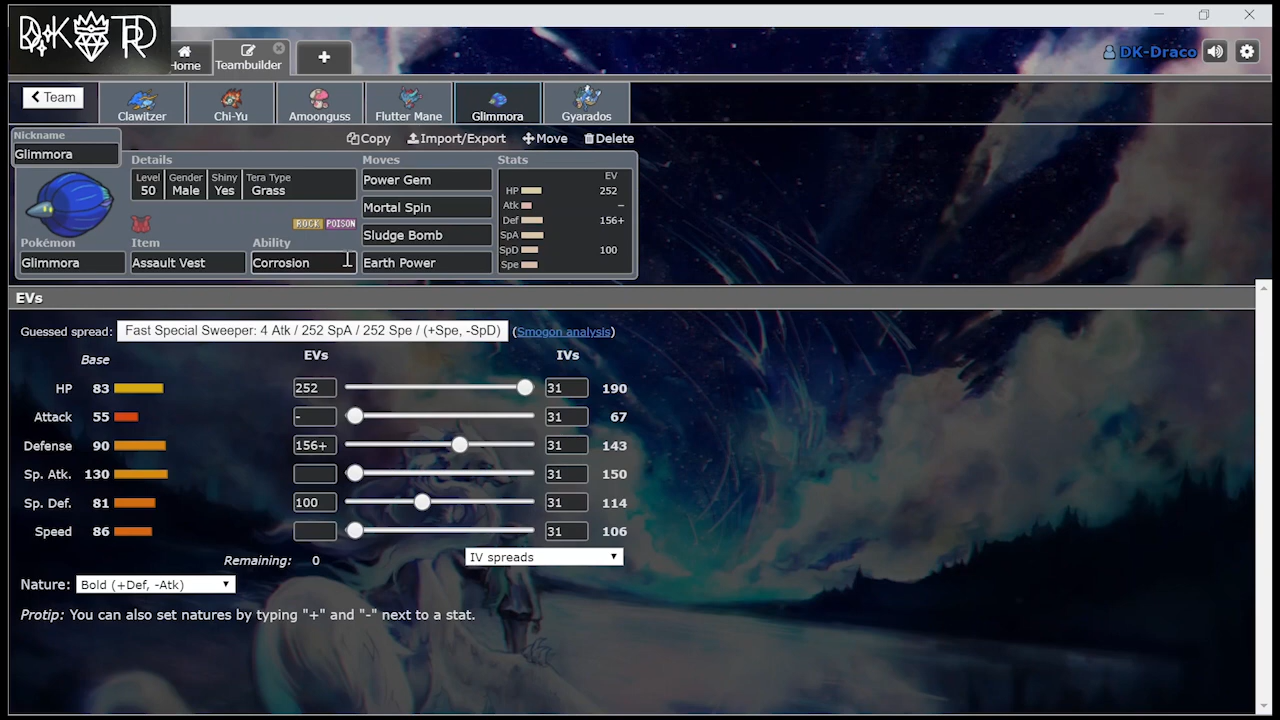 DK TRD
Home
Teambuilder
+
DK-Draco
Team
Clawitzer
Chi-Yu
Amoonguss
Flutter Mane
Glimmora
Gyarados
Nickname
Glimmora
Copy
Import/Export
Move
Delete
Details
Level
50
Gender
Male
Shiny
Yes
Tera Type
Grass
ROCK POISON
Pokémon
Glimmora
Item
Assault Vest
Ability
Corrosion
Moves
Power Gem
Mortal Spin
Sludge Bomb
Earth Power
Stats
EV
HP 252
Atk –
Def 156+
SpA
SpD 100
Spe
EVs
Guessed spread: Fast Special Sweeper: 4 Atk / 252 SpA / 252 Spe / (+Spe, -SpD) (Smogon analysis)
Base EVs IVs
HP 83 252 31 190
Attack 55 - 31 67
Defense 90 156+ 31 143
Sp. Atk. 130 31 150
Sp. Def. 81 100 31 114
Speed 86 31 106
Remaining: 0
IV spreads
Nature: Bold (+Def, -Atk)
Protip: You can also set natures by typing "+" and "-" next to a stat.